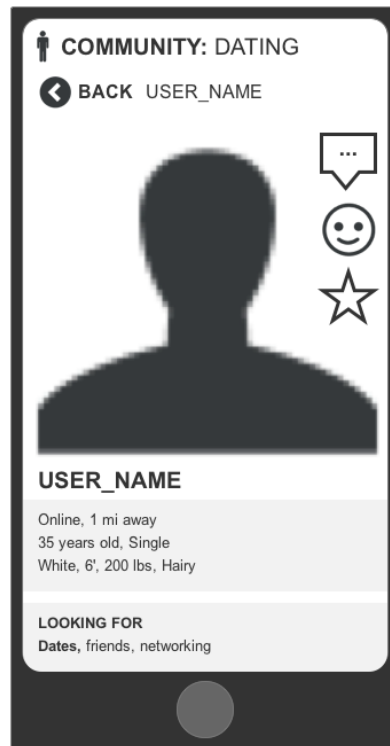 COMMUNITY: DATING
BACK USER_NAME
...
USER_NAME
Online, 1 mi away
35 years old, Single
White, 6', 200 lbs, Hairy
LOOKING FOR
Dates, friends, networking